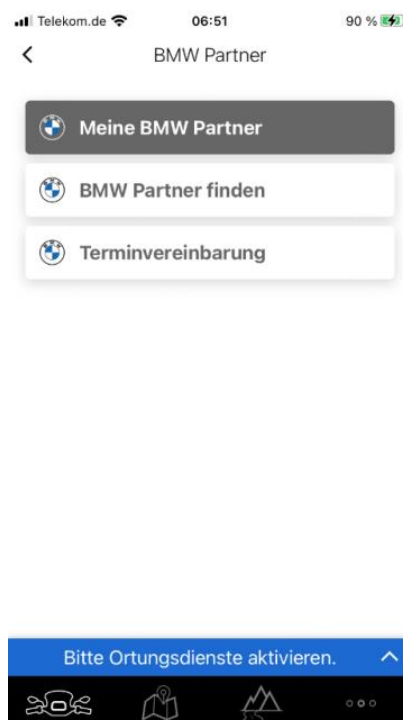 Telekom.de 06:51 90 %
BMW Partner
Meine BMW Partner
BMW Partner finden
Terminvereinbarung
Bitte Ortungsdienste aktivieren.